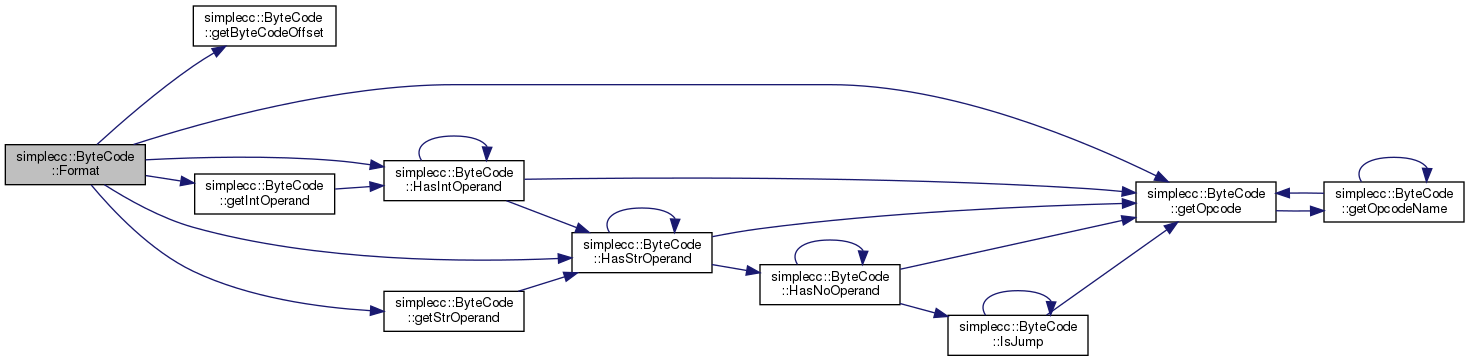 simplecc::ByteCode
::getByteCodeOffset
simplecc::ByteCode
::Format
simplecc::ByteCode
::HasIntOperand
simplecc::ByteCode
::getIntOperand
simplecc::ByteCode
::getOpcode
simplecc::ByteCode
::getOpcodeName
simplecc::ByteCode
::HasStrOperand
simplecc::ByteCode
::HasNoOperand
simplecc::ByteCode
::getStrOperand
simplecc::ByteCode
::IsJump